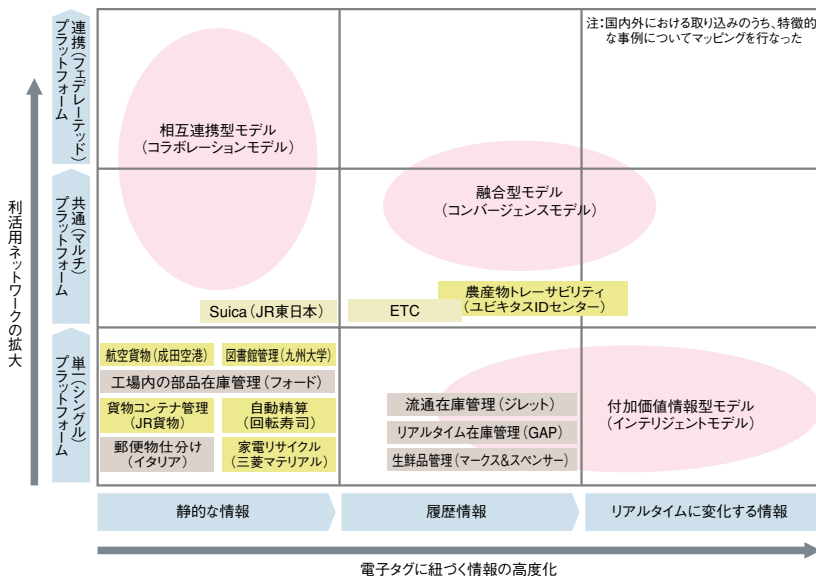 注：国内外における取り込みのうち、特徴的
な事例についてマッピングを行なった
利活用ネットワークの拡大
連携（フェデレーテッド）
プラットフォーム
相互連携型モデル
（コラボレーションモデル）
共通（マルチ）
プラットフォーム
融合型モデル
（コンバージェンスモデル）
Suica（JR東日本）
ETC
農産物トレーサビリティ
（ユビキタスIDセンター）
単一（シングル）
プラットフォーム
航空貨物（成田空港）
図書館管理（九州大学）
工場内の部品在庫管理（フォード）
貨物コンテナ管理
（JR貨物）
自動精算
（回転寿司）
郵便物仕分け
（イタリア）
家電リサイクル
（三菱マテリアル）
流通在庫管理（ジレット）
リアルタイム在庫管理（GAP）
生鮮品管理（マークス&スペンサー）
付加価値情報型モデル
（インテリジェントモデル）
静的な情報
履歴情報
リアルタイムに変化する情報
電子タグに紐づく情報の高度化